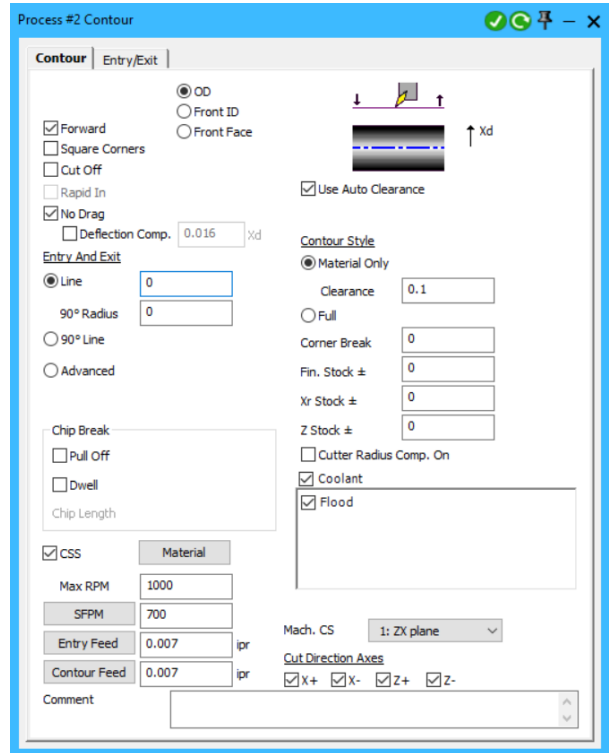 Process #2 Contour
Contour
Entry/Exit
OD
Front ID
Front Face
Forward
Square Corners
Cut Off
Rapid In
No Drag
Deflection Comp. 0.016 Xd
Entry And Exit
Line 0
90° Radius 0
90° Line
Advanced
Chip Break
Pull Off
Dwell
Chip Length
CSS Material
Max RPM 1000
SFPM 700
Entry Feed 0.007 ipr
Contour Feed 0.007 ipr
Comment
Xd
Use Auto Clearance
Contour Style
Material Only
Clearance 0.1
Full
Corner Break 0
Fin. Stock ± 0
Xr Stock ± 0
Z Stock ± 0
Cutter Radius Comp. On
Coolant
Flood
Mach. CS 1: ZX plane
Cut Direction Axes
X+ X- Z+ Z-